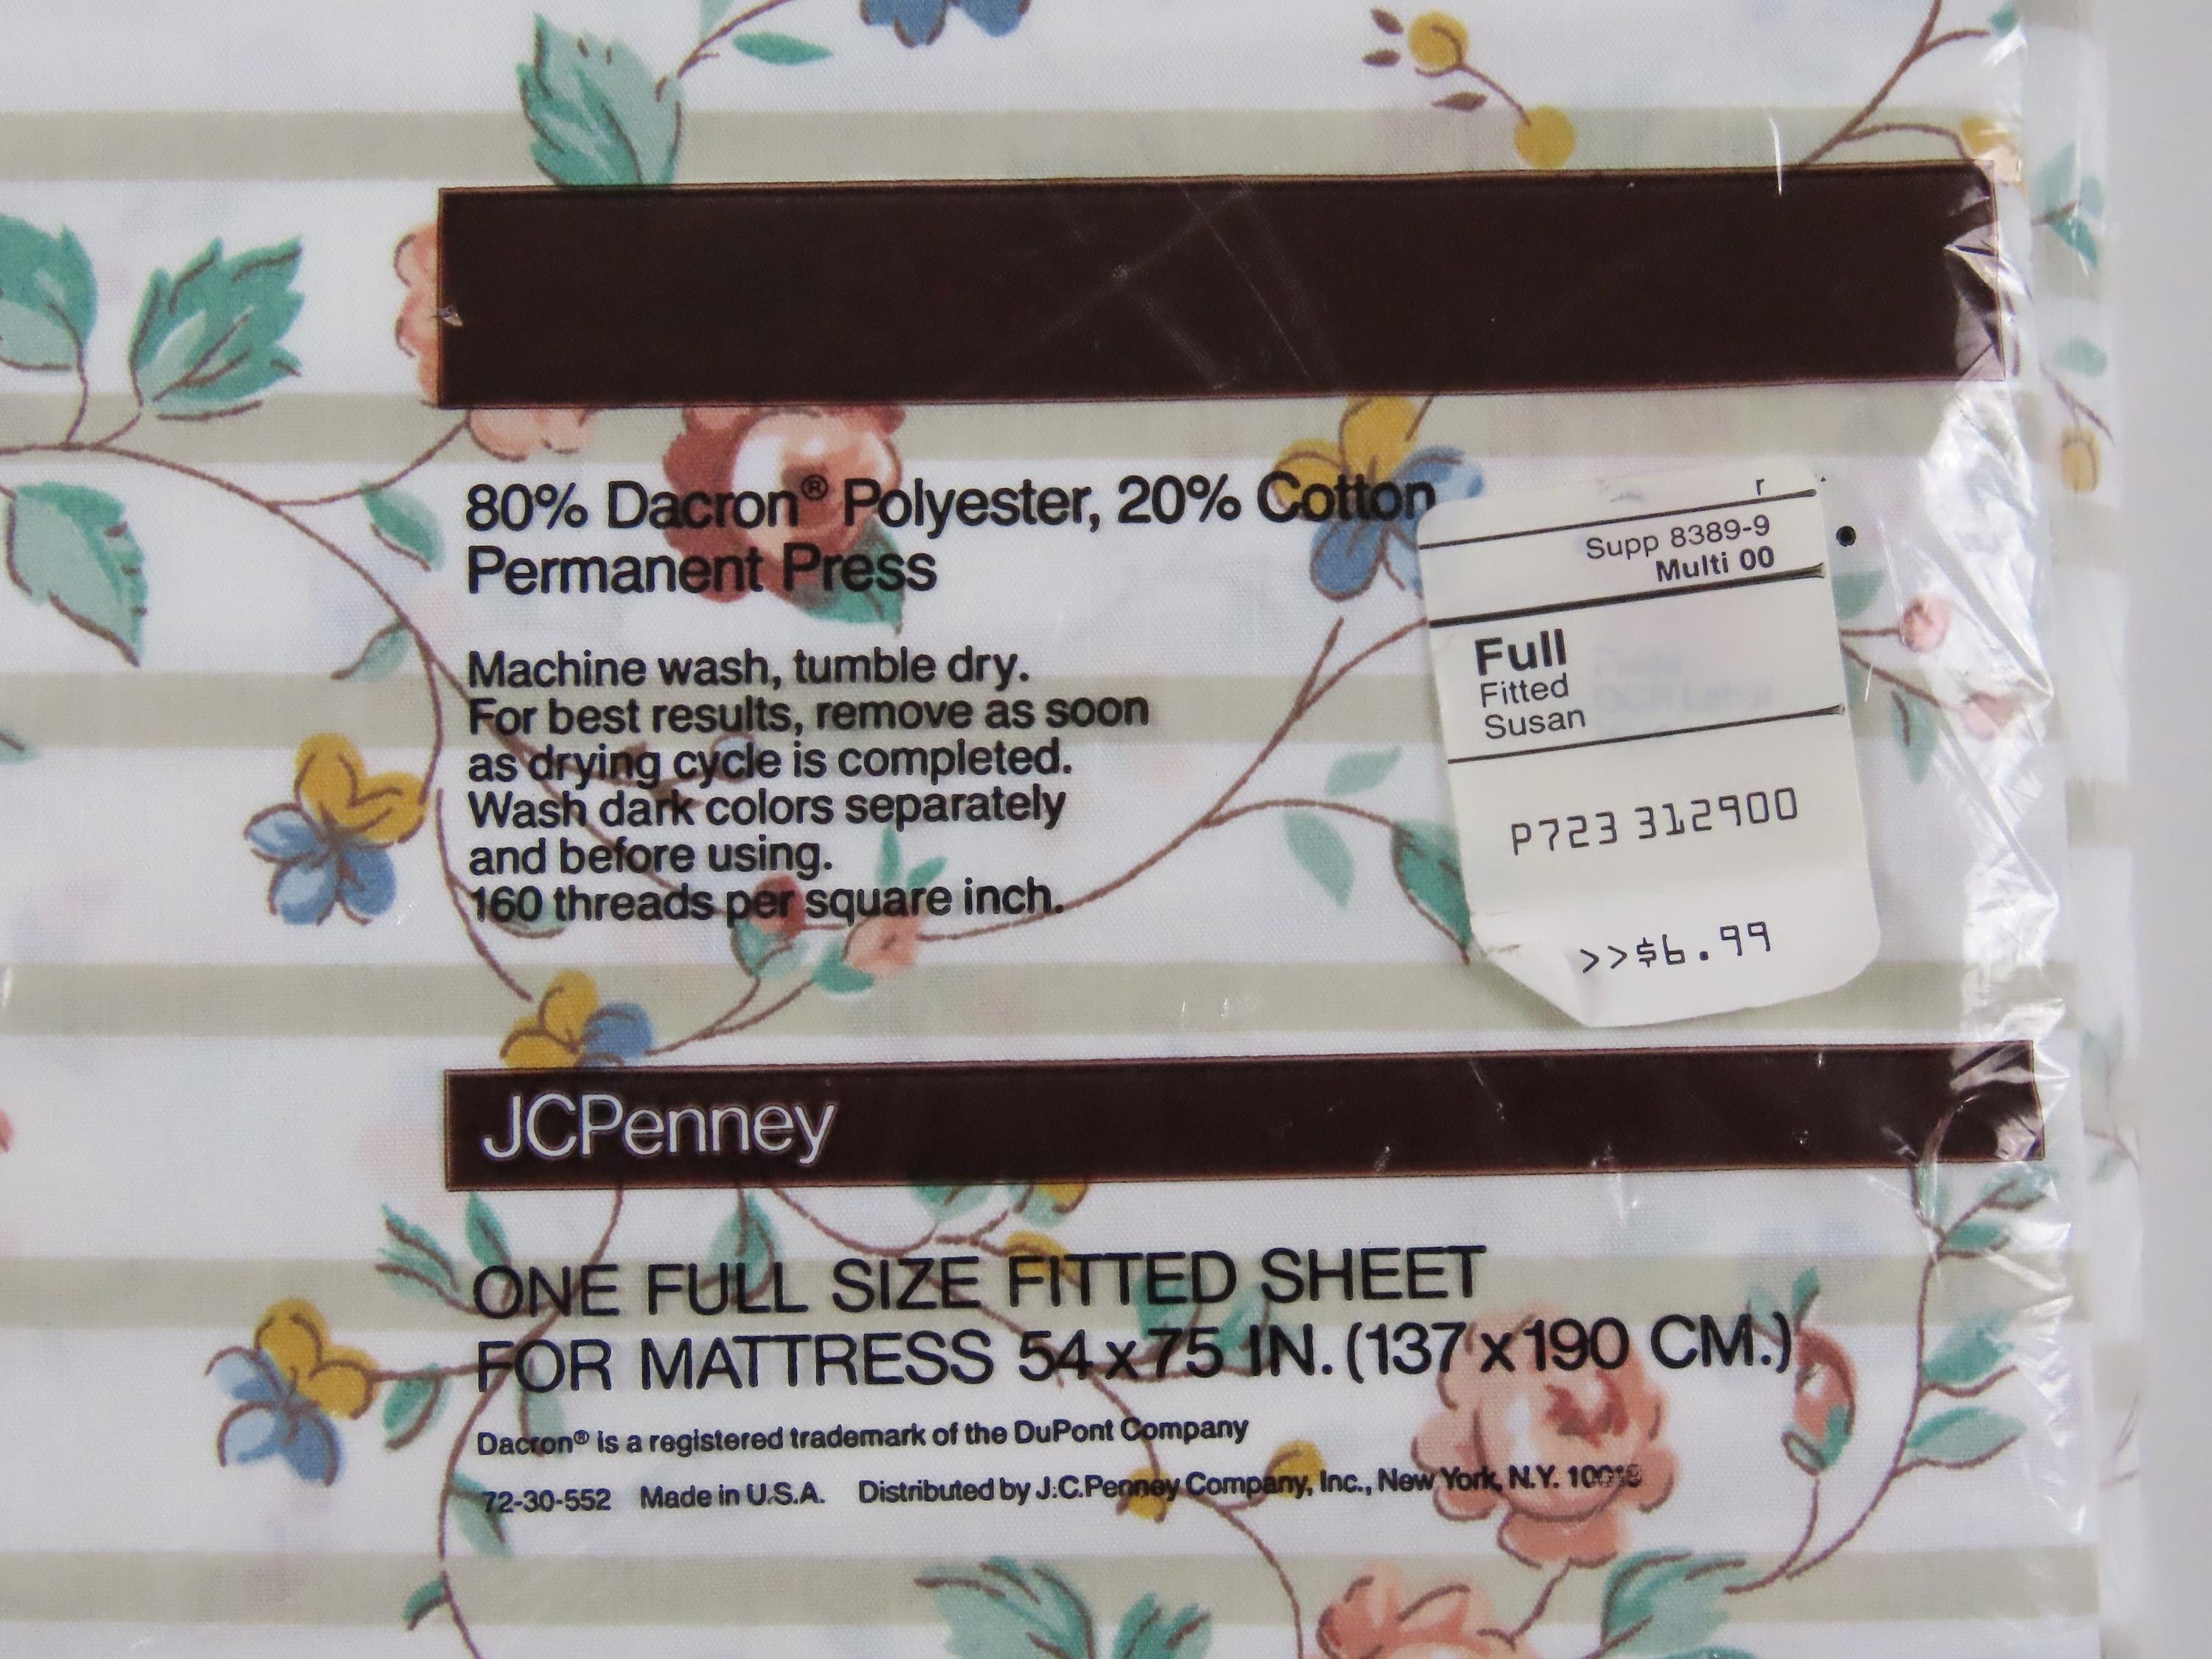 80% Dacron® Polyester, 20% Cotton
Permanent Press
Machine wash, tumble dry.
For best results, remove as soon
as drying cycle is completed.
Wash dark colors separately
and before using.
160 threads per square inch.
r
Supp 8389-9
Multi 00
Full
Fitted
Susan
P723 312900
>>$6.99
JCPenney
ONE FULL SIZE FITTED SHEET
FOR MATTRESS 54 x 75 IN. (137 x 190 CM.)
Dacron® is a registered trademark of the DuPont Company
72-30-552 Made in U.S.A. Distributed by J.C.Penney Company, Inc., New York, N.Y.